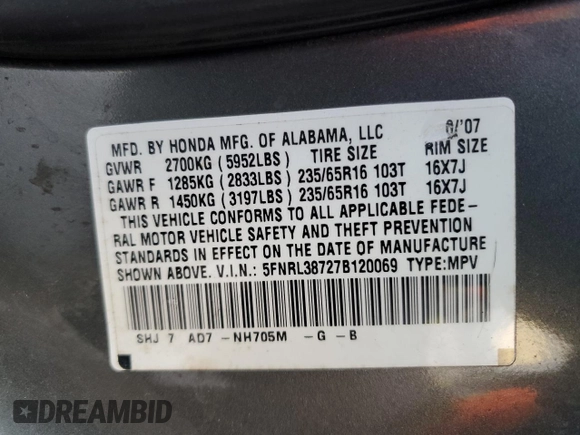 MFD. BY HONDA MFG. OF ALABAMA, LLC /'07
GVWR 2700KG (5952LBS) TIRE SIZE RIM SIZE
GAWR F 1285KG (2833LBS) 235/65R16 103T 16X7J
GAWR R 1450KG (3197LBS) 235/65R16 103T 16X7J
THIS VEHICLE CONFORMS TO ALL APPLICABLE FEDE-
RAL MOTOR VEHICLE SAFETY AND THEFT PREVENTION
STANDARDS IN EFFECT ON THE DATE OF MANUFACTURE
SHOWN ABOVE. V.I.N.: 5FNRL38727B120069 TYPE:MPV
SHJ 7 AD7 -NH705M -G -B
DREAMBID